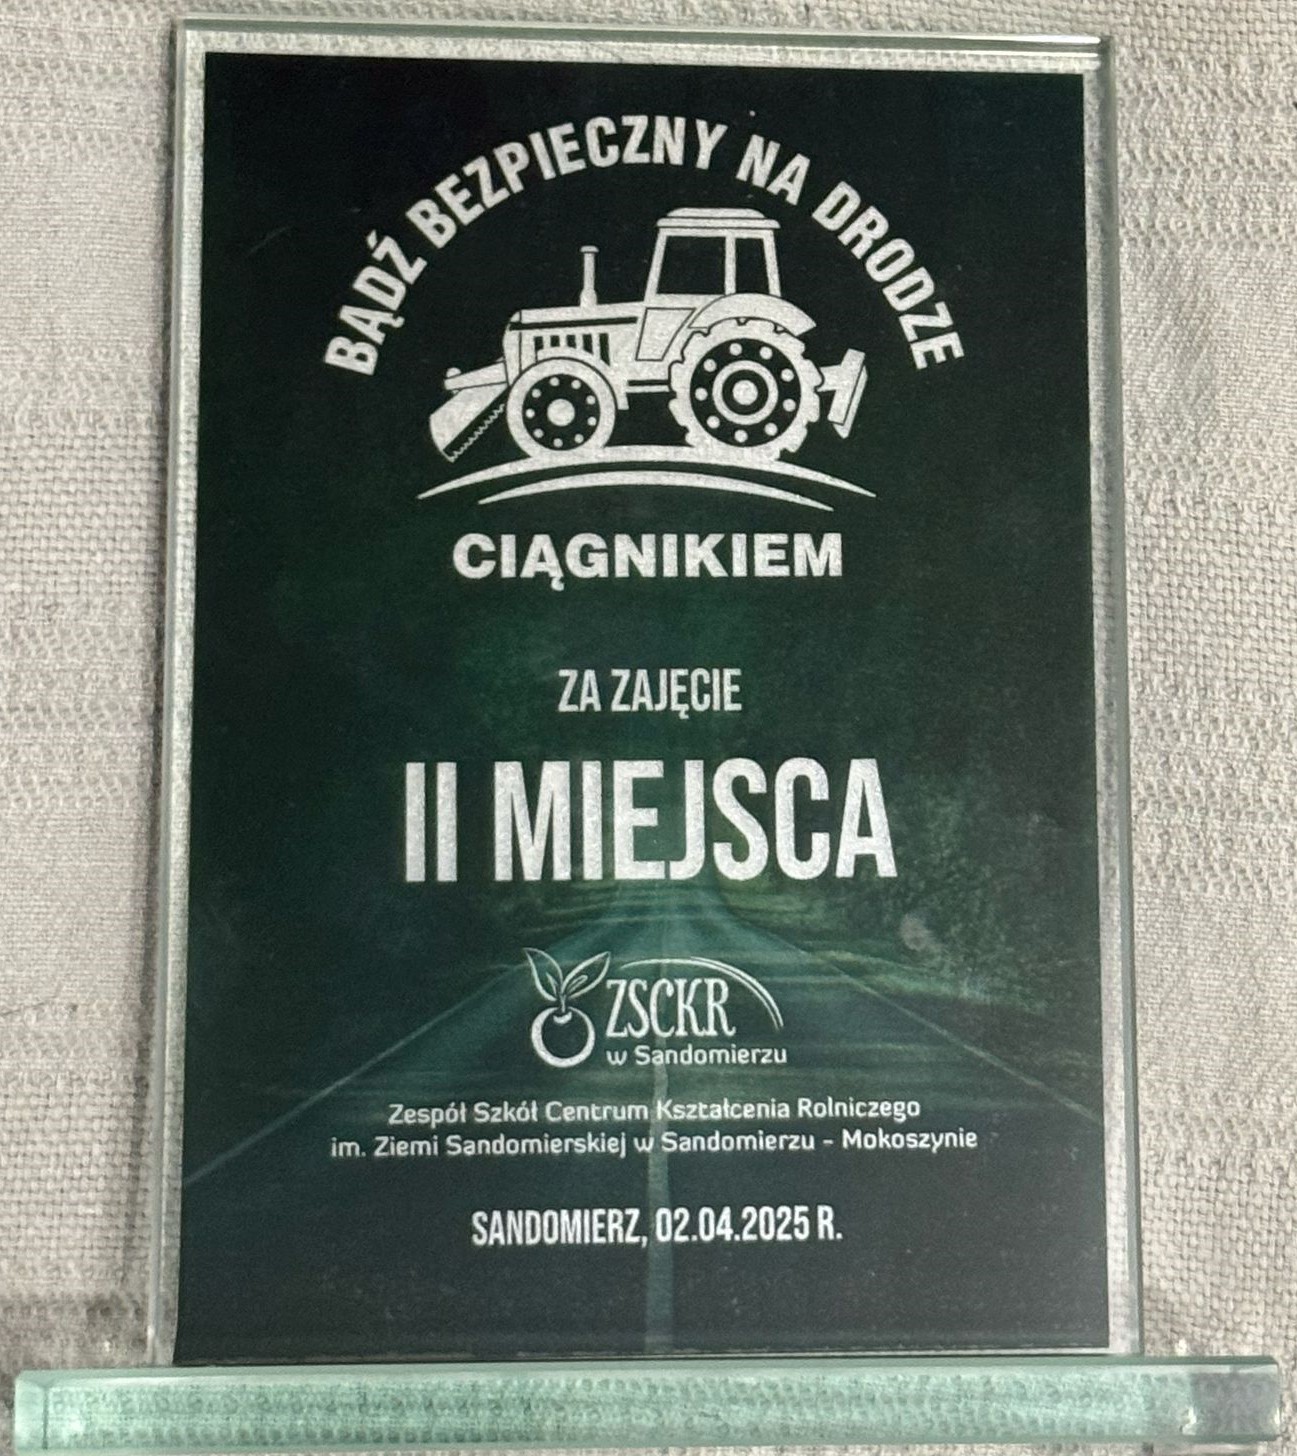 BĄDŹ BEZPIECZNY NA DRODZE
CIĄGNIKIEM
ZA ZAJĘCIE
II MIEJSCA
ZSCKR
w Sandomierzu
Zespół Szkół Centrum Kształcenia Rolniczego
im. Ziemi Sandomierskiej w Sandomierzu - Mokoszynie
SANDOMIERZ, 02.04.2025 R.